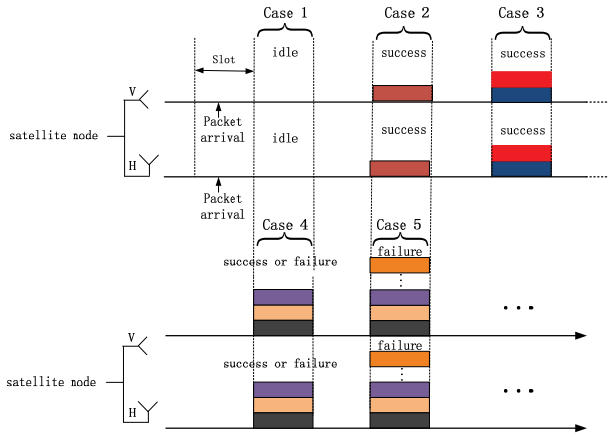 Case 1
Case 2
Case 3
Slot
idle
success
success
V
Packet
arrival
satellite node
idle
success
success
H
Packet
arrival
Case 4
Case 5
success or failure
failure
V
satellite mode
success or failure
failure
H